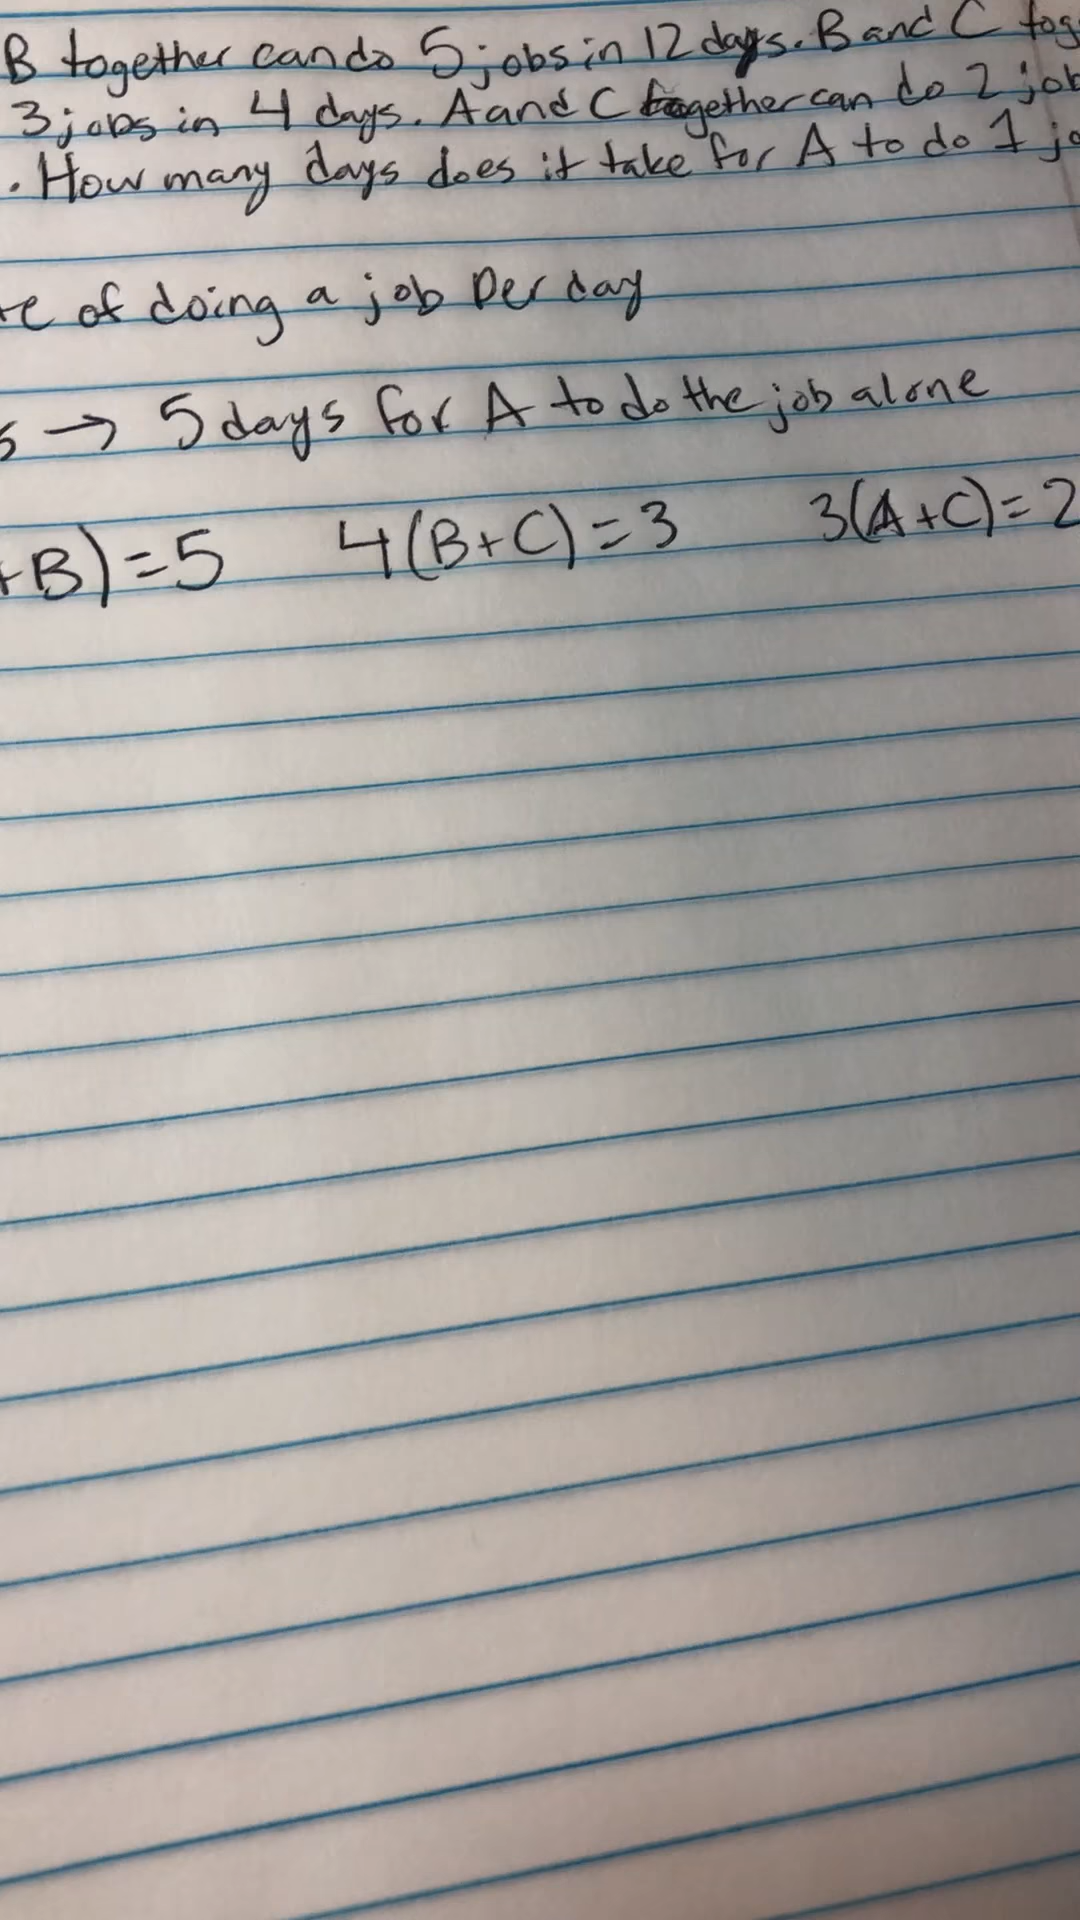 B together can do 5 jobs in 12 days. B and C tog
3 jobs in 4 days. A and C together can do 2 job
. How many days does it take for A to do 1 jo
te of doing a job per day
5 → 5 days for A to do the job alone
+B)=5 4(B+C)=3 3(A+C)=2